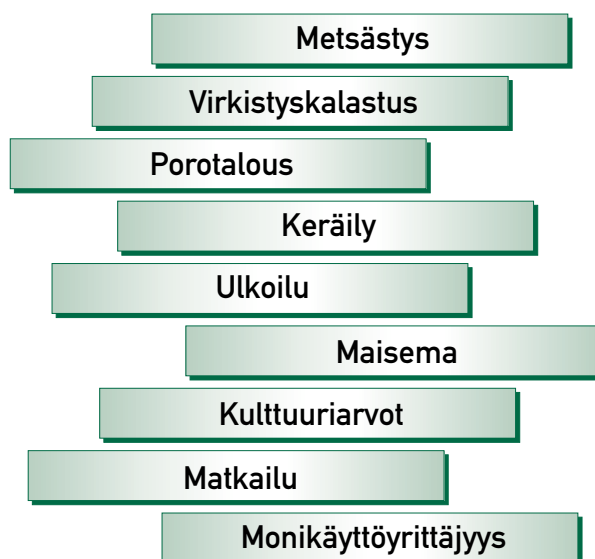 Metsästys
Virkistyskalastus
Porotalous
Keräily
Ulkoilu
Maisema
Kulttuuriarvot
Matkailu
Monikäyttöyrittäjyys